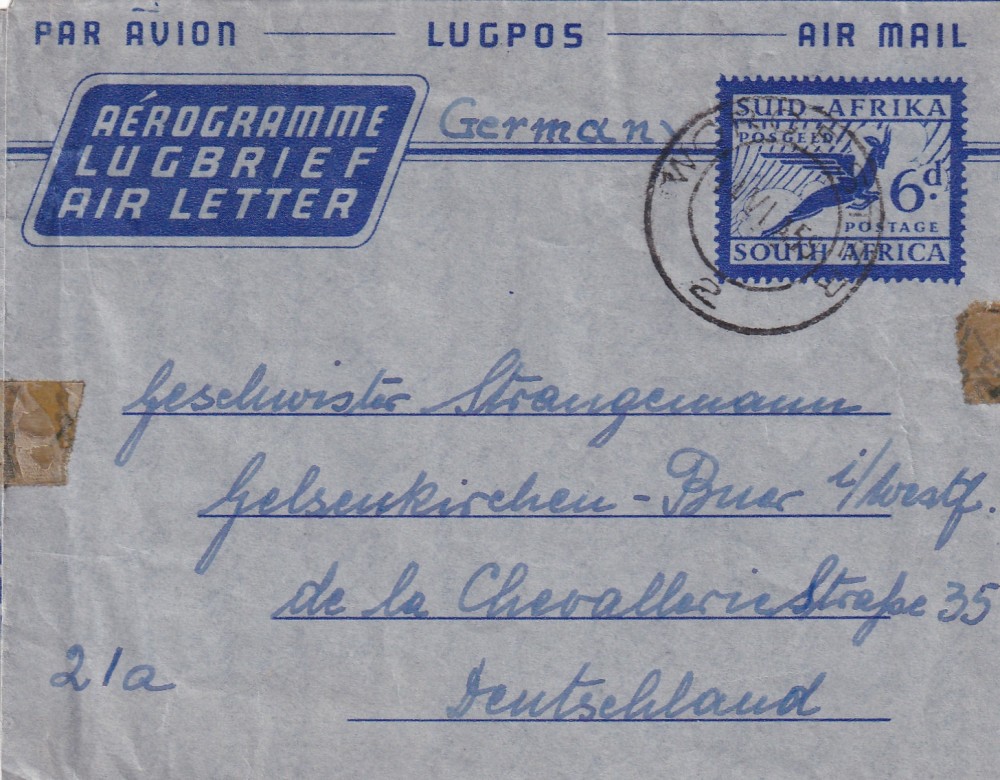 PAR AVION LUGPOS AIR MAIL
AÉROGRAMME
LUGBRIEF
AIR LETTER
Germany
SUID-AFRIKA
POSGELD
6d.
POSTAGE
SOUTH AFRICA
2
Geschwister Strangemann
Gelsenkirchen-Buer i/Westf.
de la Chevallerie Straße 35
21a
Deutschland